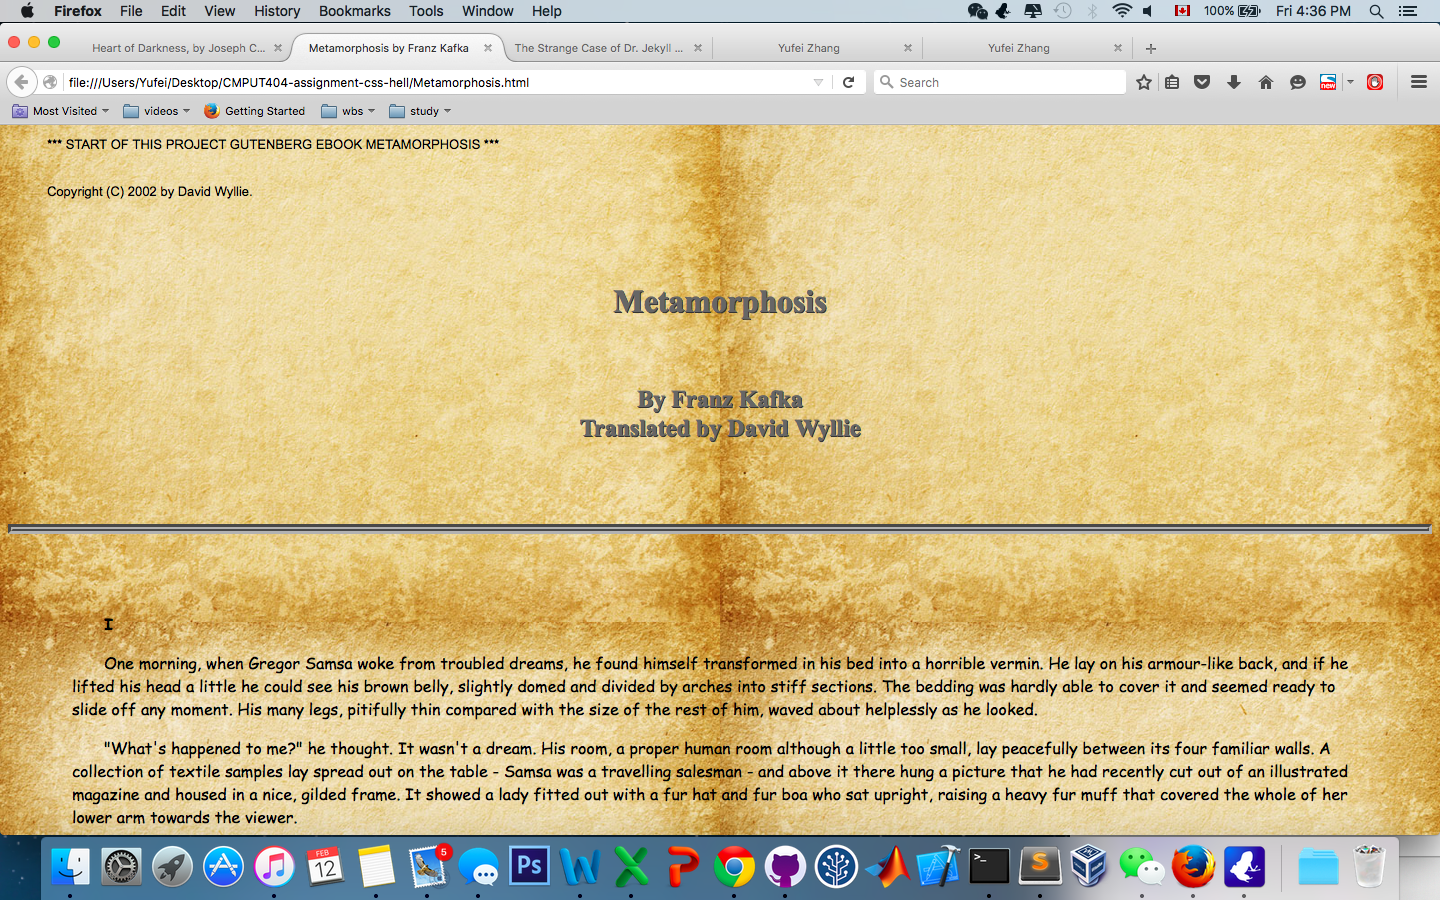 Firefox File Edit View History Bookmarks Tools Window Help 100% Fri 4:36 PM
Heart of Darkness, by Joseph C... Metamorphosis by Franz Kafka The Strange Case of Dr. Jekyll ... Yufei Zhang Yufei Zhang
file:///Users/Yufei/Desktop/CMPUT404-assignment-css-hell/Metamorphosis.html Search new
Most Visited videos Getting Started wbs study
*** START OF THIS PROJECT GUTENBERG EBOOK METAMORPHOSIS ***
Copyright (C) 2002 by David Wyllie.
Metamorphosis
By Franz Kafka
Translated by David Wyllie
I
One morning, when Gregor Samsa woke from troubled dreams, he found himself transformed in his bed into a horrible vermin. He lay on his armour-like back, and if he
lifted his head a little he could see his brown belly, slightly domed and divided by arches into stiff sections. The bedding was hardly able to cover it and seemed ready to
slide off any moment. His many legs, pitifully thin compared with the size of the rest of him, waved about helplessly as he looked.
"What's happened to me?" he thought. It wasn't a dream. His room, a proper human room although a little too small, lay peacefully between its four familiar walls. A
collection of textile samples lay spread out on the table - Samsa was a travelling salesman - and above it there hung a picture that he had recently cut out of an illustrated
magazine and housed in a nice, gilded frame. It showed a lady fitted out with a fur hat and fur boa who sat upright, raising a heavy fur muff that covered the whole of her
lower arm towards the viewer.
FEB
12
5
Ps